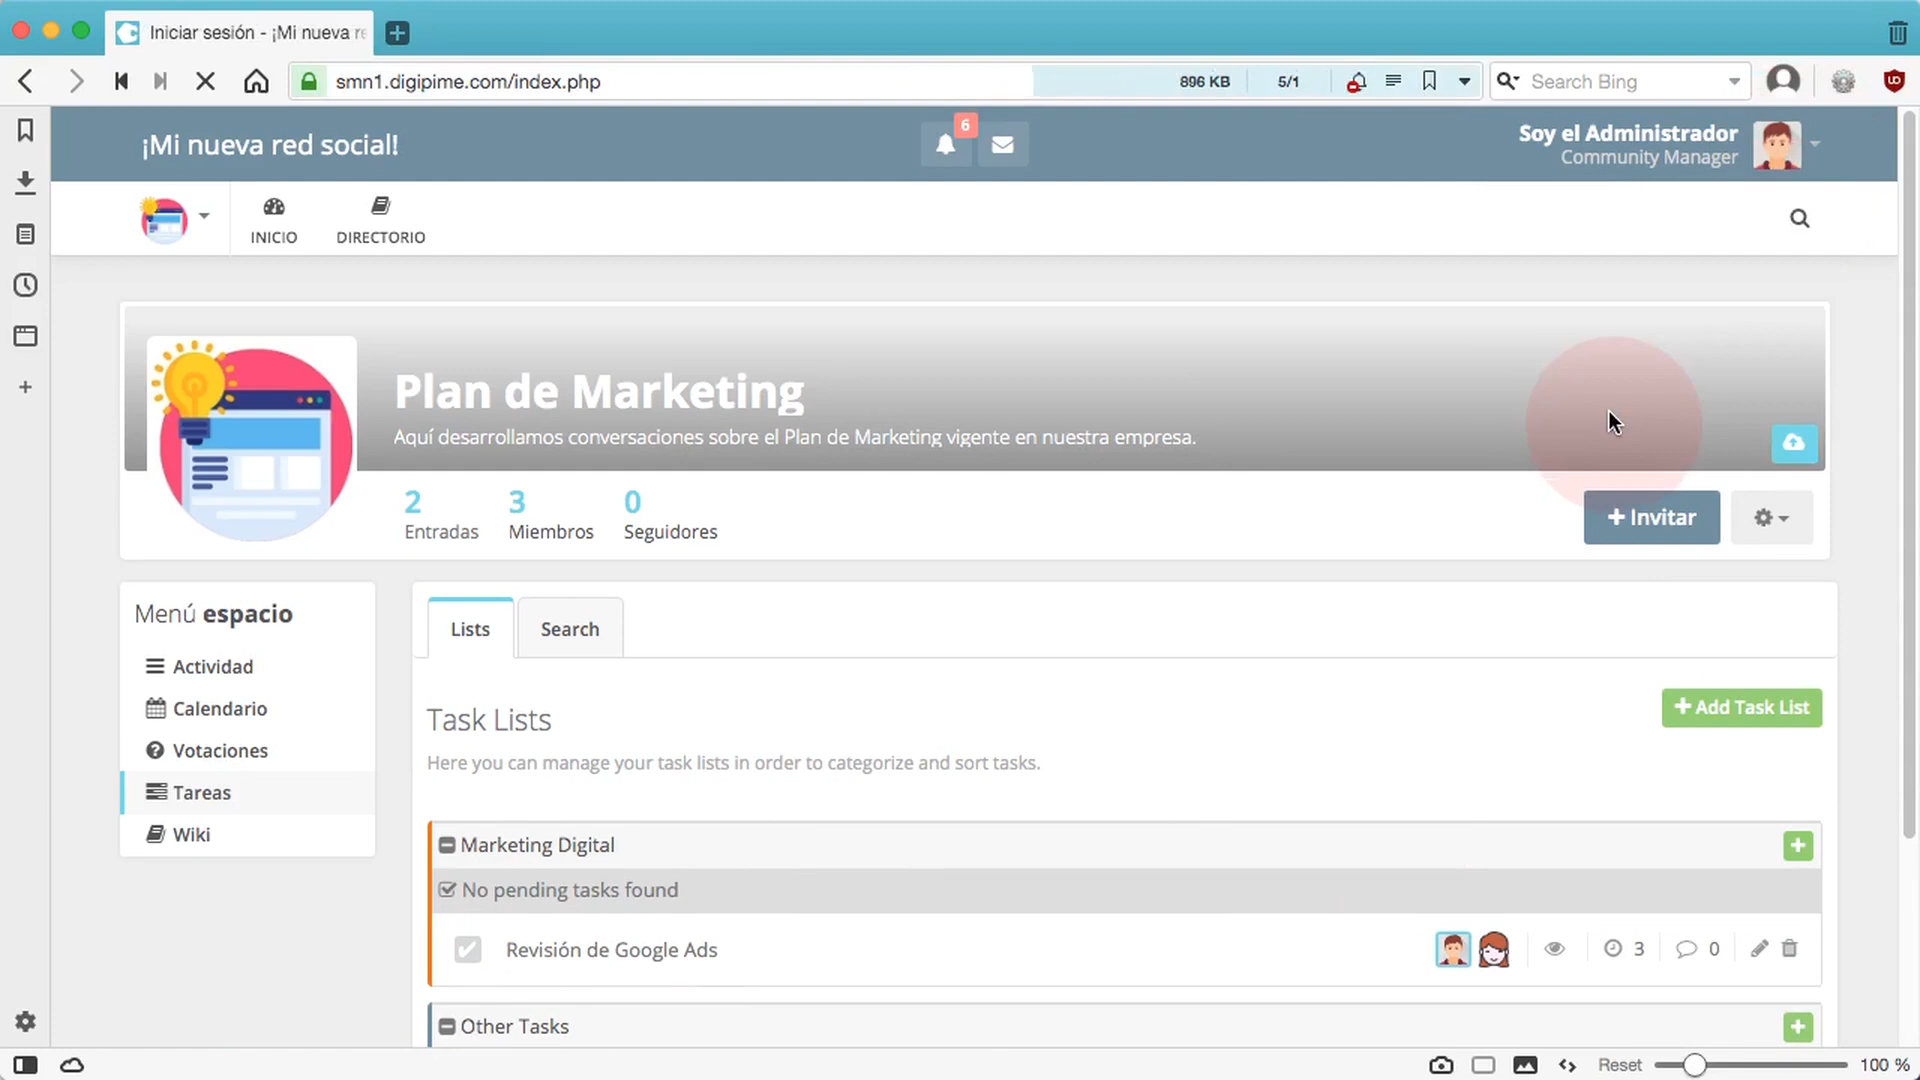 Iniciar sesión - ¡Mi nueva re
smn1.digipime.com/index.php
896 KB
5/1
Search Bing
¡Mi nueva red social!
6
Soy el Administrador
Community Manager
INICIO
DIRECTORIO
Plan de Marketing
Aquí desarrollamos conversaciones sobre el Plan de Marketing vigente en nuestra empresa.
2
3
0
Entradas
Miembros
Seguidores
Invitar
Menú espacio
Actividad
Calendario
Votaciones
Tareas
Wiki
Lists
Search
Task Lists
Add Task List
Here you can manage your task lists in order to categorize and sort tasks.
Marketing Digital
No pending tasks found
Revisión de Google Ads
3
0
Other Tasks
Reset
100 %